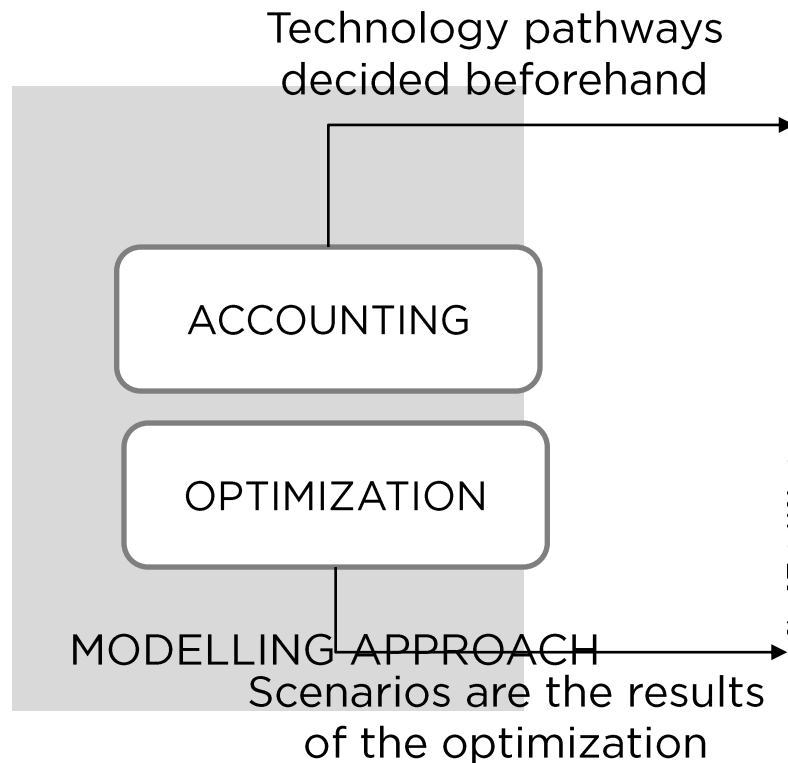 Technology pathways
decided beforehand
ACCOUNTING
OPTIMIZATION
MODELLING APPROACH
Scenarios are the results
of the optimization